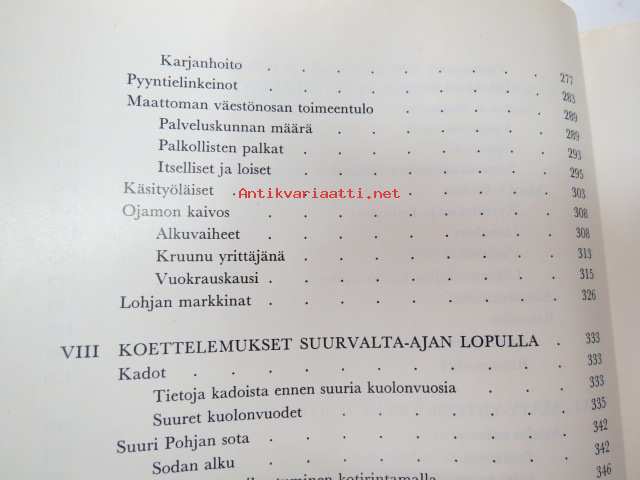 Karjanhoito . . . . . . . . 277
Pyyntielinkeinot . . . . . . . . . 283
Maattoman väestönosan toimeentulo . . . . . 289
Palveluskunnan määrä . . . . . . . 289
Palkollisten palkat . . . . . . . 293
Itselliset ja loiset . . . . . . . 295
Käsityöläiset . . . . . . . . . 303
Antikvariaatti.net
Ojamon kaivos . . . . . . . . . 308
Alkuvaiheet . . . . . . . . 308
Kruunu yrittäjänä . . . . . . . 313
Vuokrauskausi . . . . . . . . 315
Lohjan markkinat . . . . . . . . 326
VIII KOETTELEMUKSET SUURVALTA-AJAN LOPULLA . 333
Kadot . . . . . . . . . . 333
Tietoja kadoista ennen suuria kuolonvuosia . . . 333
Suuret kuolonvuodet . . . . . . 335
Suuri Pohjan sota . . . . . . . . 342
Sodan alku . . . . . . . . 342
kotirintamalla 346